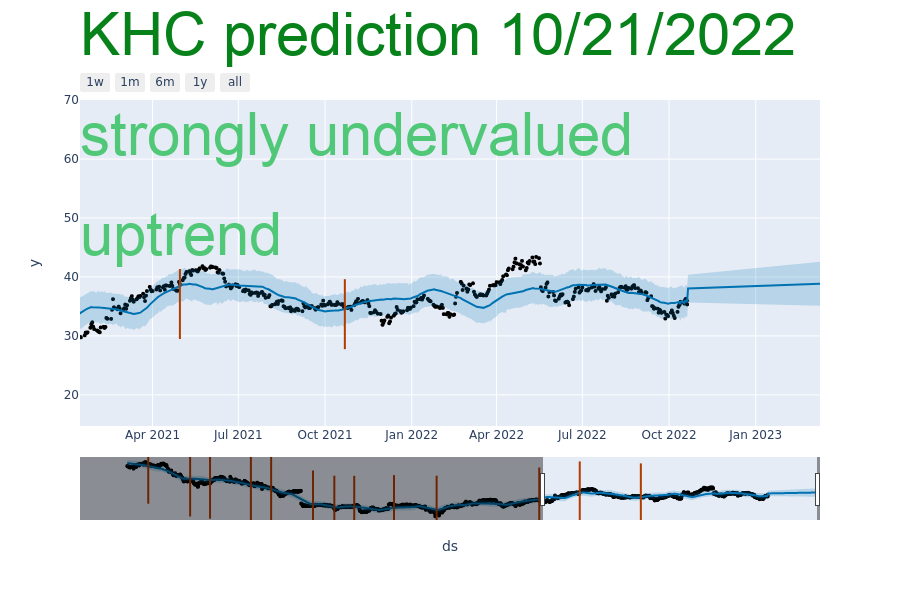 KHC prediction 10/21/2022
1w 1m 6m 1y all
strongly undervalued
uptrend
70
60
50
40
30
20
y
Apr 2021 Jul 2021 Oct 2021 Jan 2022 Apr 2022 Jul 2022 Oct 2022 Jan 2023
ds